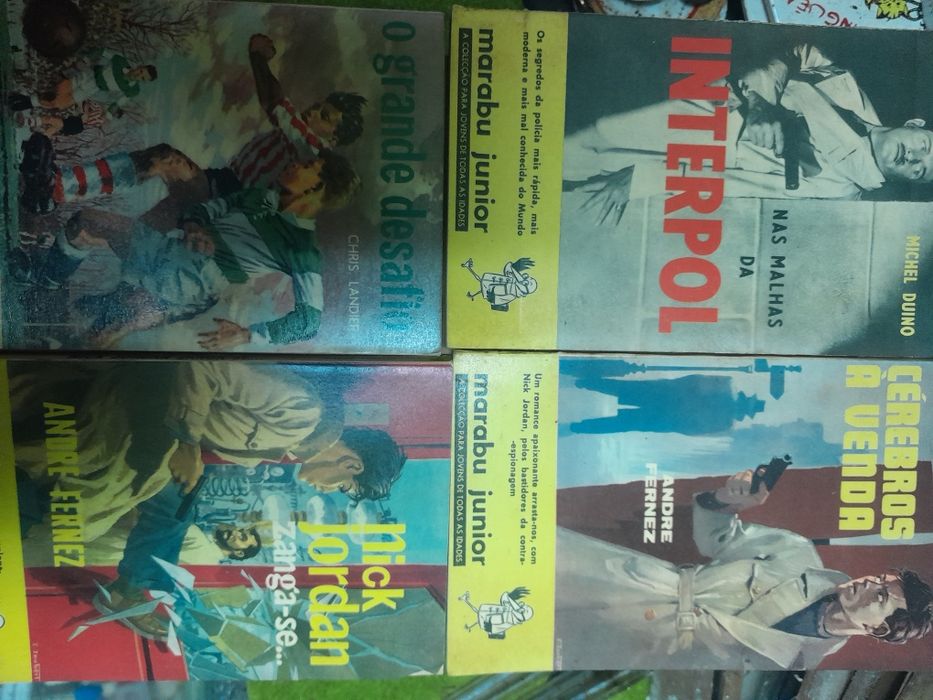 o grande desafio
CHRIS LANDIER
MICHEL DUINO
NAS MALHAS
DA
INTERPOL
Os segredos da polícia mais rápida, mais
moderna e mais mal conhecida do Mundo
marabu junior
A COLECÇÃO PARA JOVENS DE TODAS AS IDADES
nick
jordan
zanga-se...
ANDRE FERNEZ
CÉREBROS
À VENDA
ANDRE
FERNEZ
Um romance apaixonante arrasta-nos, com
Nick Jordan, pelos bastidores da contra-
-espionagem
marabu junior
A COLECÇÃO PARA JOVENS DE TODAS AS IDADES